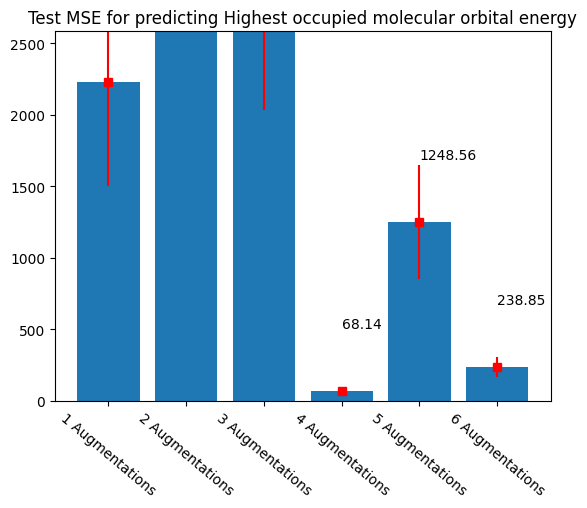 Test MSE for predicting Highest occupied molecular orbital energy
2500
2000
1500
1000
500
0
1248.56
238.85
68.14
1 Augmentations
2 Augmentations
3 Augmentations
4 Augmentations
5 Augmentations
6 Augmentations